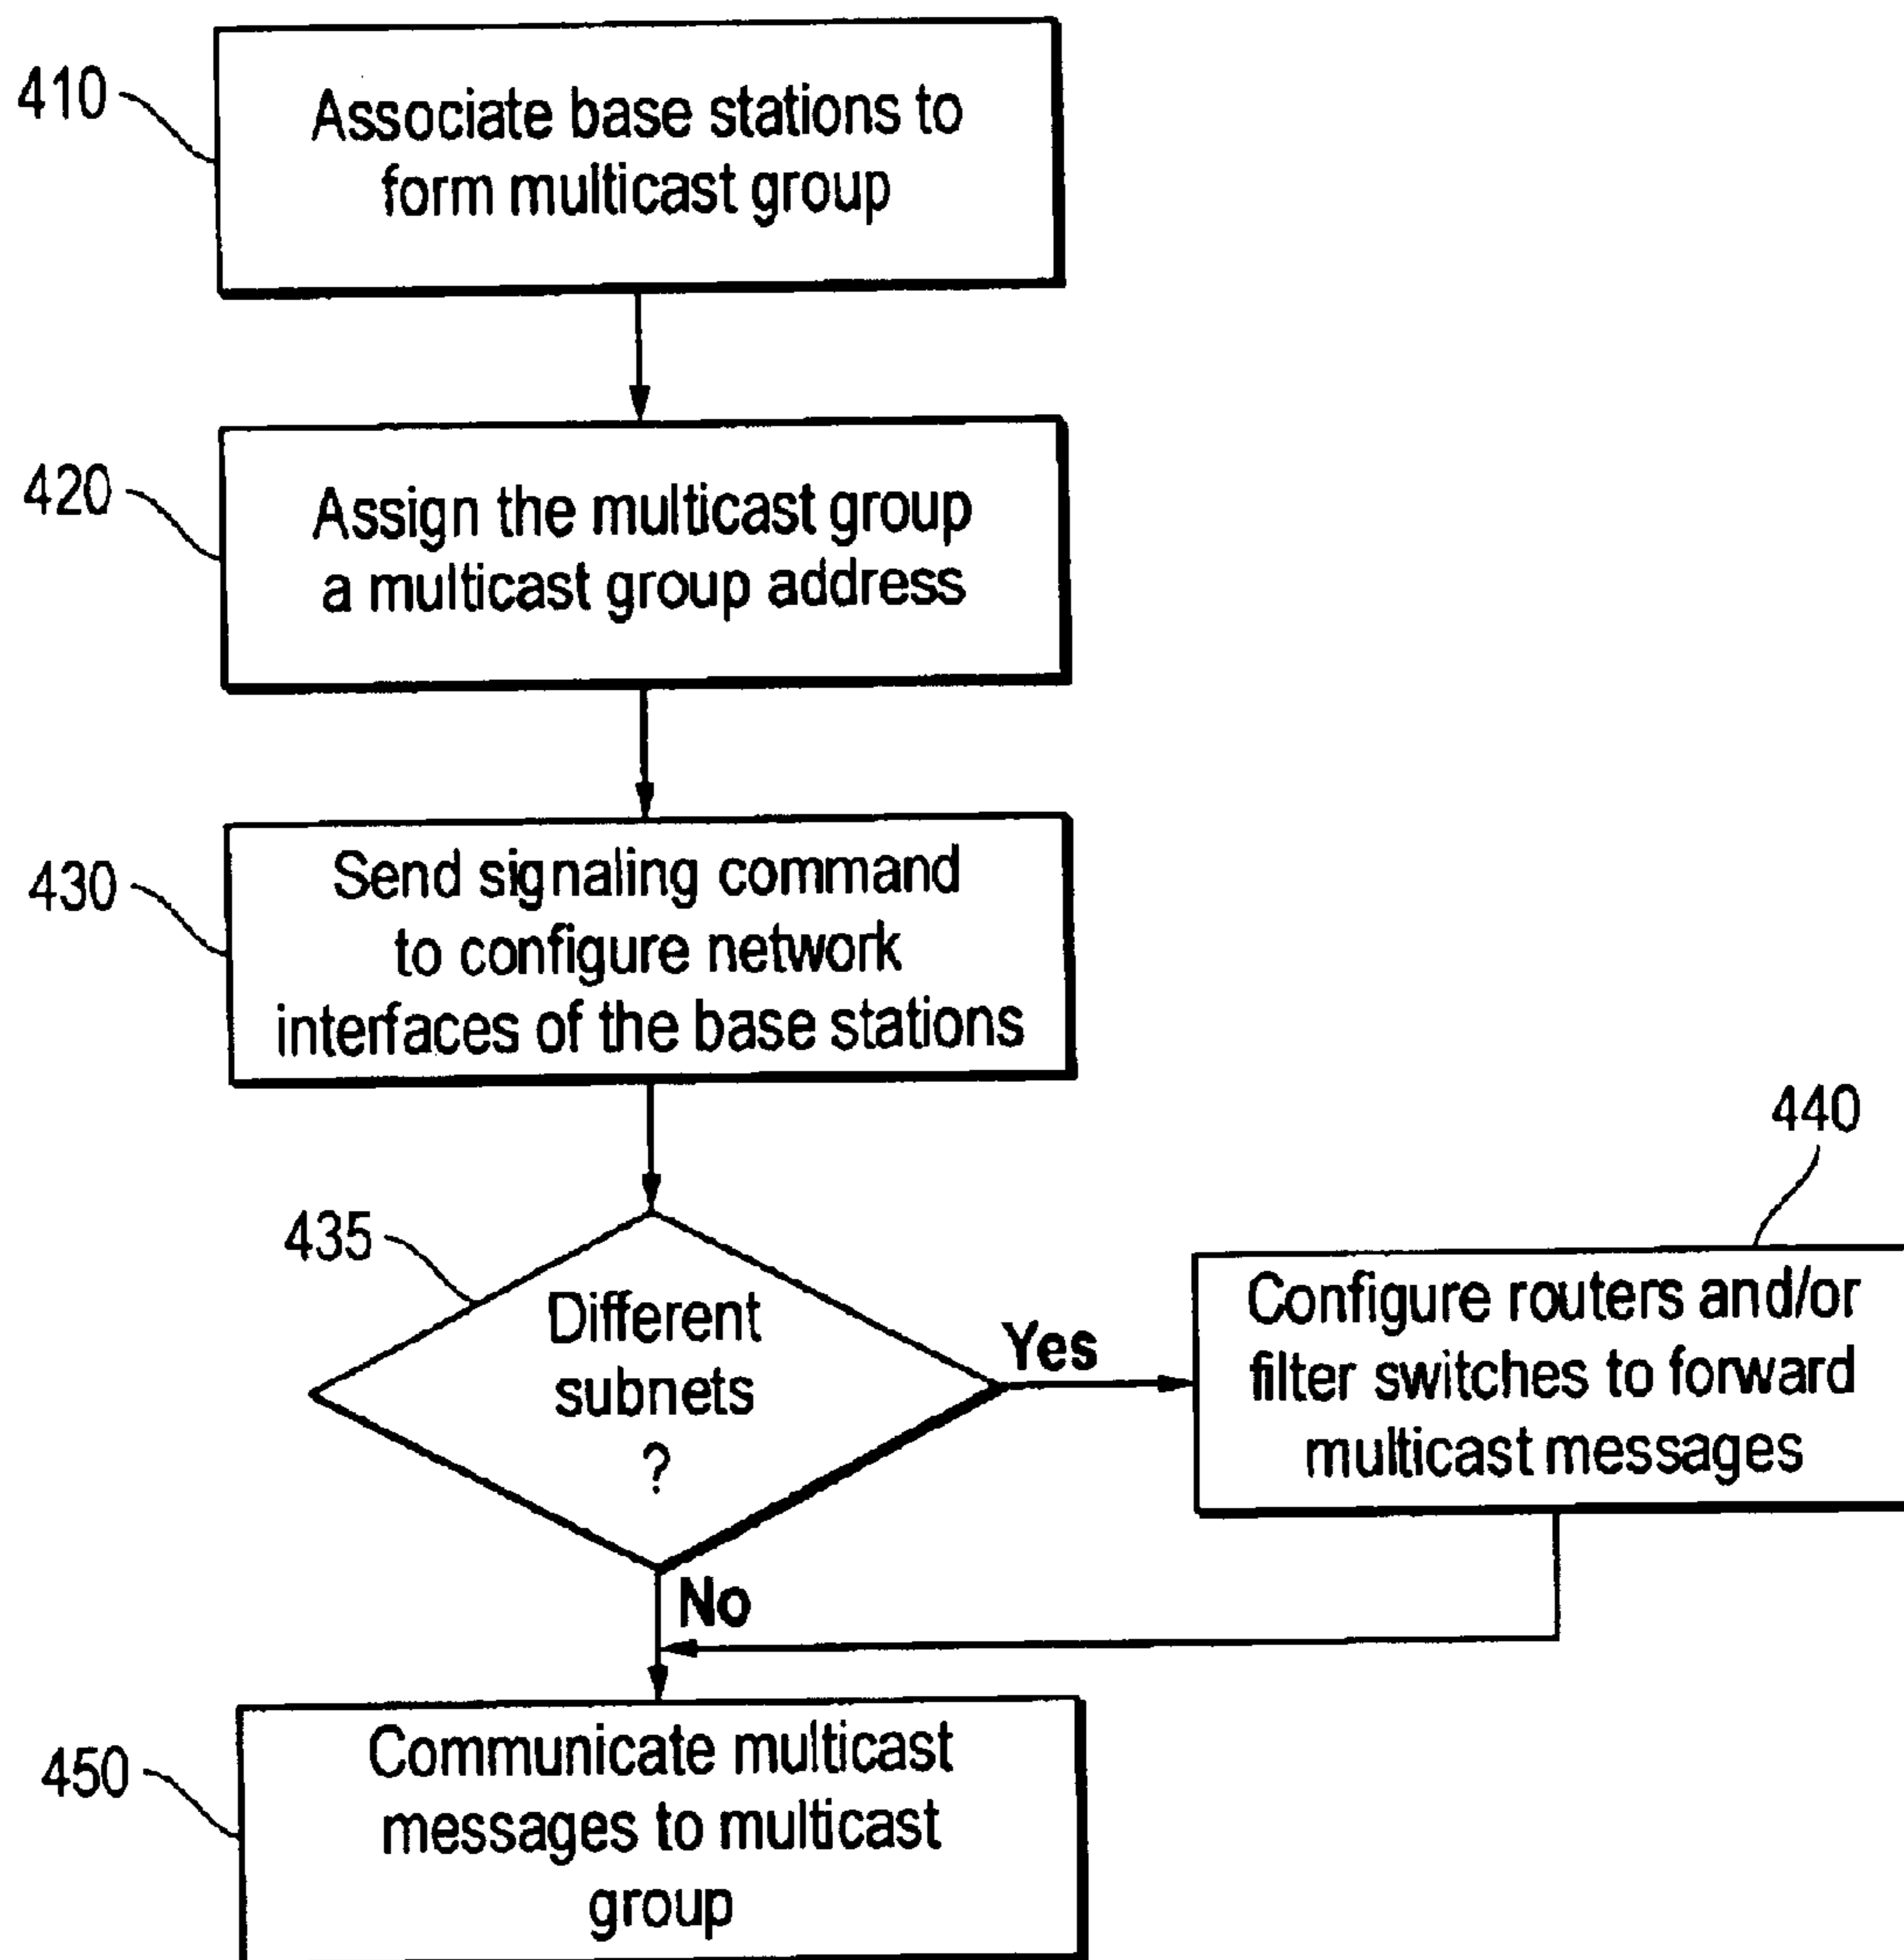 410
Associate base stations to
form multicast group
420
Assign the multicast group
a multicast group address
430
Send signaling command
to configure network
interfaces of the base stations
435
Different
subnets
?
Yes
440
Configure routers and/or
filter switches to forward
multicast messages
No
450
Communicate multicast
messages to multicast
group